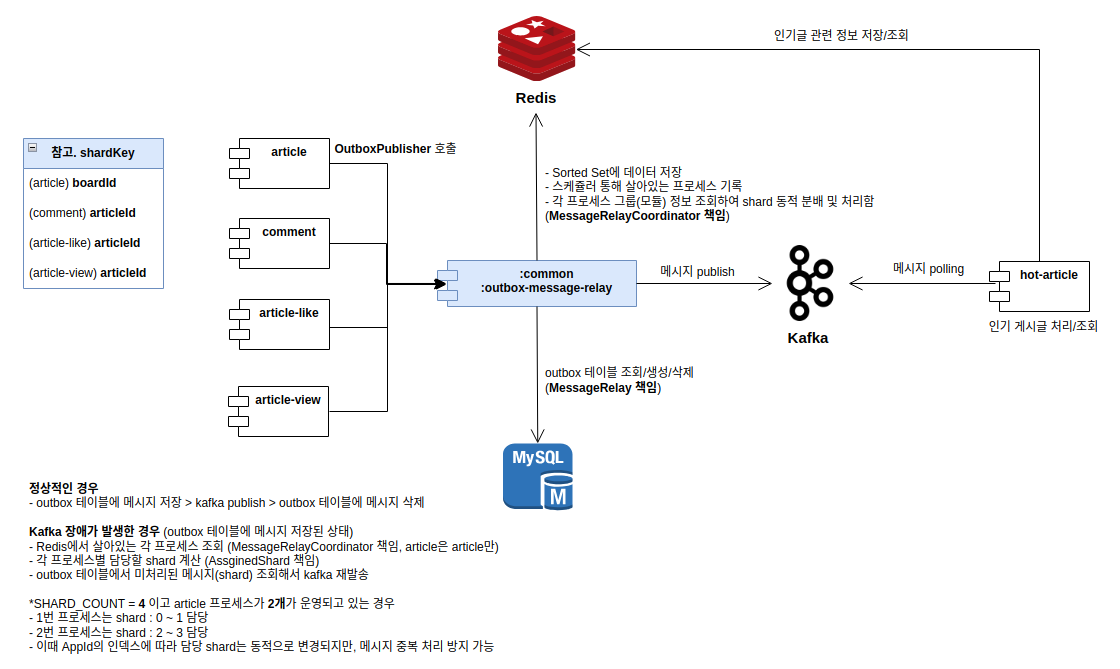 인기글 관련 정보 저장/조회
Redis
참고. shardKey
(article) boardId
(comment) articleId
(article-like) articleId
(article-view) articleId
article
OutboxPublisher 호출
comment
article-like
article-view
- Sorted Set에 데이터 저장
- 스케쥴러 통해 살아있는 프로세스 기록
- 각 프로세스 그룹(모듈) 정보 조회하여 shard 동적 분배 및 처리함
(MessageRelayCoordinator 책임)
:common
:outbox-message-relay
메시지 publish
Kafka
메시지 polling
hot-article
인기 게시글 처리/조회
outbox 테이블 조회/생성/삭제
(MessageRelay 책임)
MySQL
M
정상적인 경우
- outbox 테이블에 메시지 저장 > kafka publish > outbox 테이블에 메시지 삭제
Kafka 장애가 발생한 경우 (outbox 테이블에 메시지 저장된 상태)
- Redis에서 살아있는 각 프로세스 조회 (MessageRelayCoordinator 책임, article은 article만)
- 각 프로세스별 담당할 shard 계산 (AssginedShard 책임)
- outbox 테이블에서 미처리된 메시지(shard) 조회해서 kafka 재발송
*SHARD_COUNT = 4 이고 article 프로세스가 2개가 운영되고 있는 경우
- 1번 프로세스는 shard : 0 ~ 1 담당
- 2번 프로세스는 shard : 2 ~ 3 담당
- 이때 AppId의 인덱스에 따라 담당 shard는 동적으로 변경되지만, 메시지 중복 처리 방지 가능